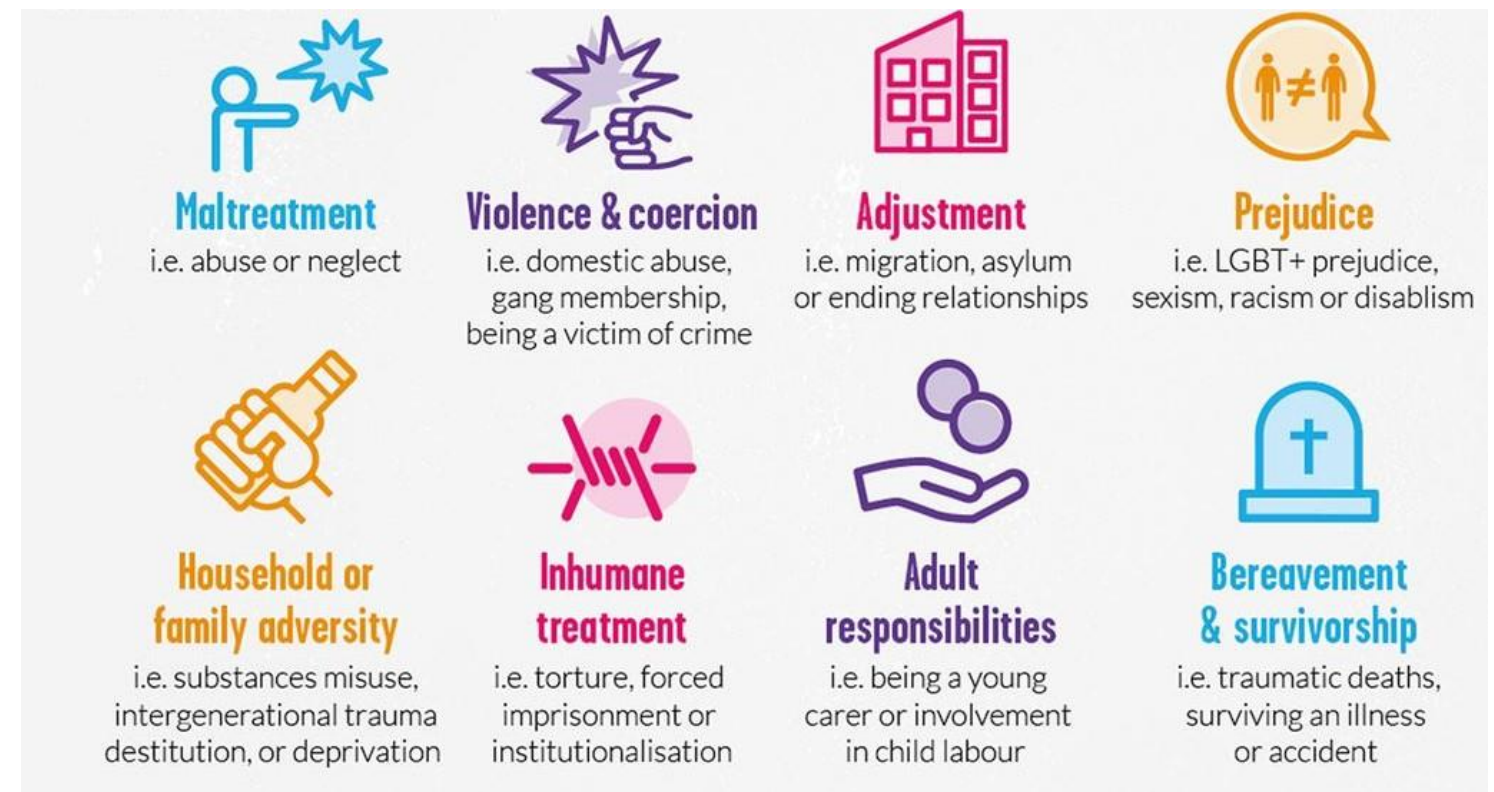 Maltreatment
i.e. abuse or neglect
Violence & coercion
i.e. domestic abuse,
gang membership,
being a victim of crime
Adjustment
i.e. migration, asylum
or ending relationships
Prejudice
i.e. LGBT+ prejudice,
sexism, racism or disablism
Household or
family adversity
i.e. substances misuse,
intergenerational trauma
destitution, or deprivation
Inhumane
treatment
i.e. torture, forced
imprisonment or
institutionalisation
Adult
responsibilities
i.e. being a young
carer or involvement
in child labour
Bereavement
& survivorship
i.e. traumatic deaths,
surviving an illness
or accident